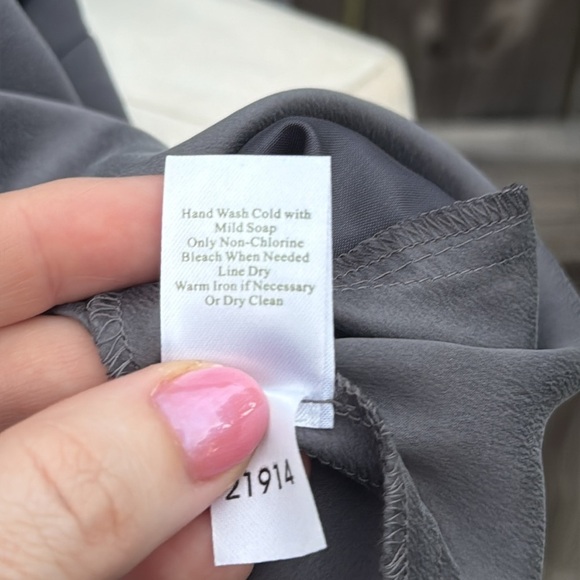 Hand Wash Cold with
Mild Soap
Only Non-Chlorine
Bleach When Needed
Line Dry
Warm Iron if Necessary
Or Dry Clean
21914